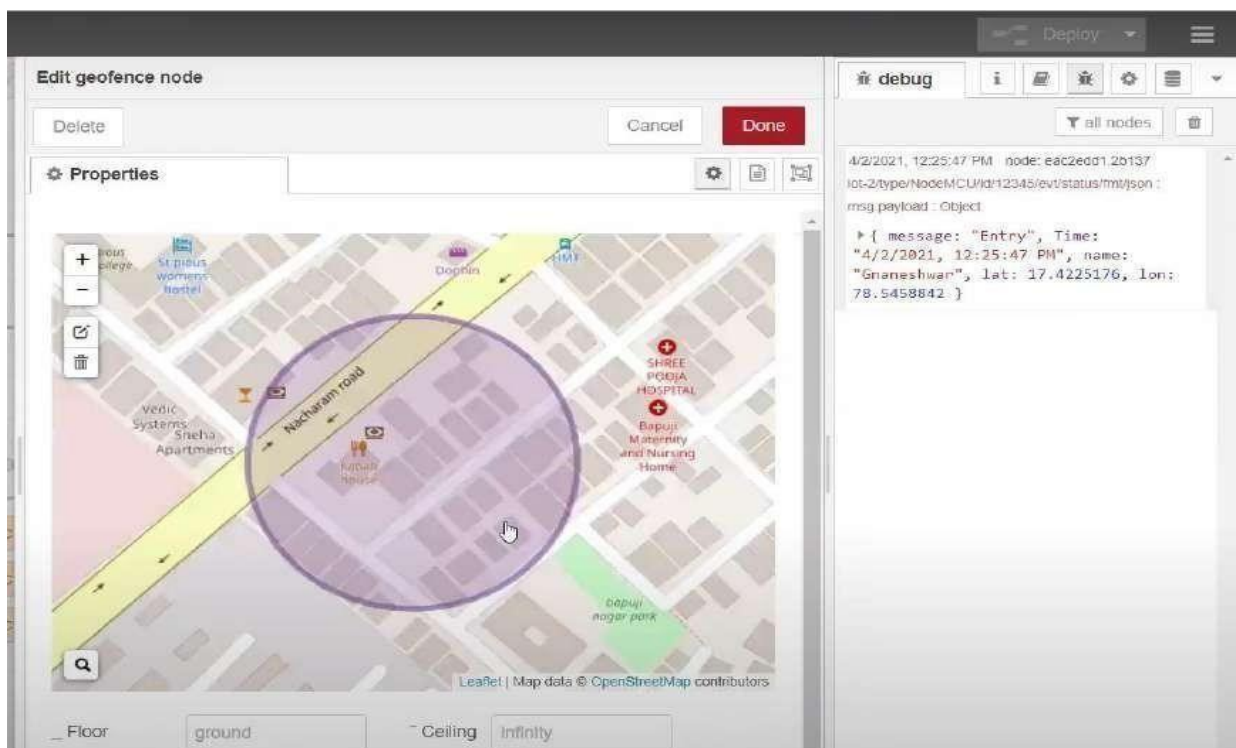 Deploy
Edit geofence node
Delete
Cancel
Done
Properties
debug
i
all nodes
4/2/2021, 12:25:47 PM node: eac2edd1.2b137
iot-2/type/NodeMCU/id/12345/evt/status/fmt/json :
msg.payload : Object
{ message: "Entry", Time:
"4/2/2021, 12:25:47 PM", name:
"Gnaneshwar", lat: 17.4225176, lon:
78.5458842 }
+
−
St pious
womens
hostel
Dophin
HMT
SHREE
POOJA
HOSPITAL
Bapuji
Maternity
and Nursing
Home
Nacharam road
Vedic
Systems
Sneha
Apartments
Kabab
House
bapuji
nagar park
Leaflet | Map data © OpenStreetMap contributors
Floor
ground
Ceiling
Infinity